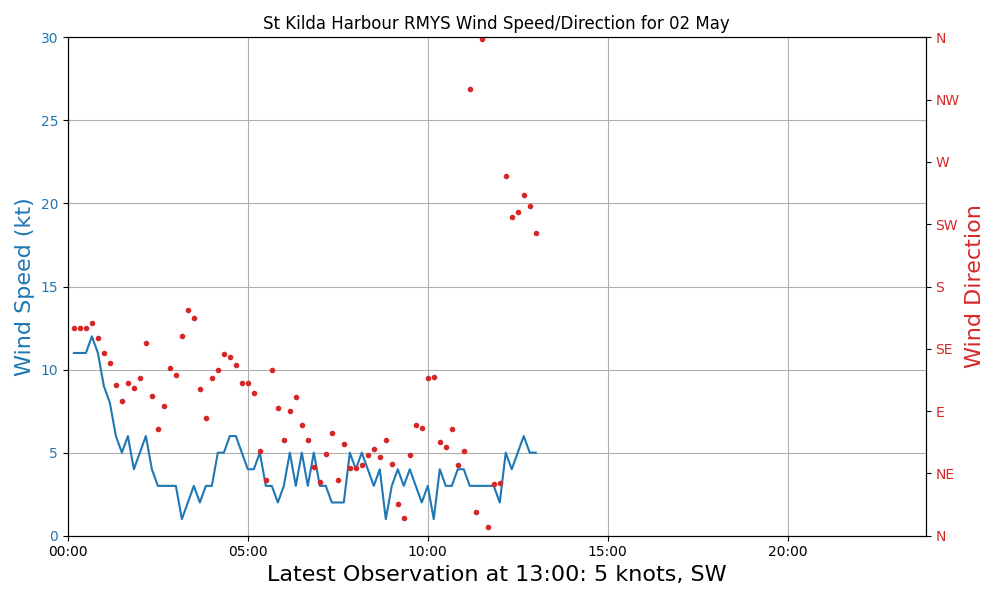 St Kilda Harbour RMYS Wind Speed/Direction for 02 May
30
25
20
15
10
5
0
Wind Speed (kt)
N
NW
W
SW
S
SE
E
NE
N
Wind Direction
00:00 05:00 10:00 15:00 20:00
Latest Observation at 13:00: 5 knots, SW